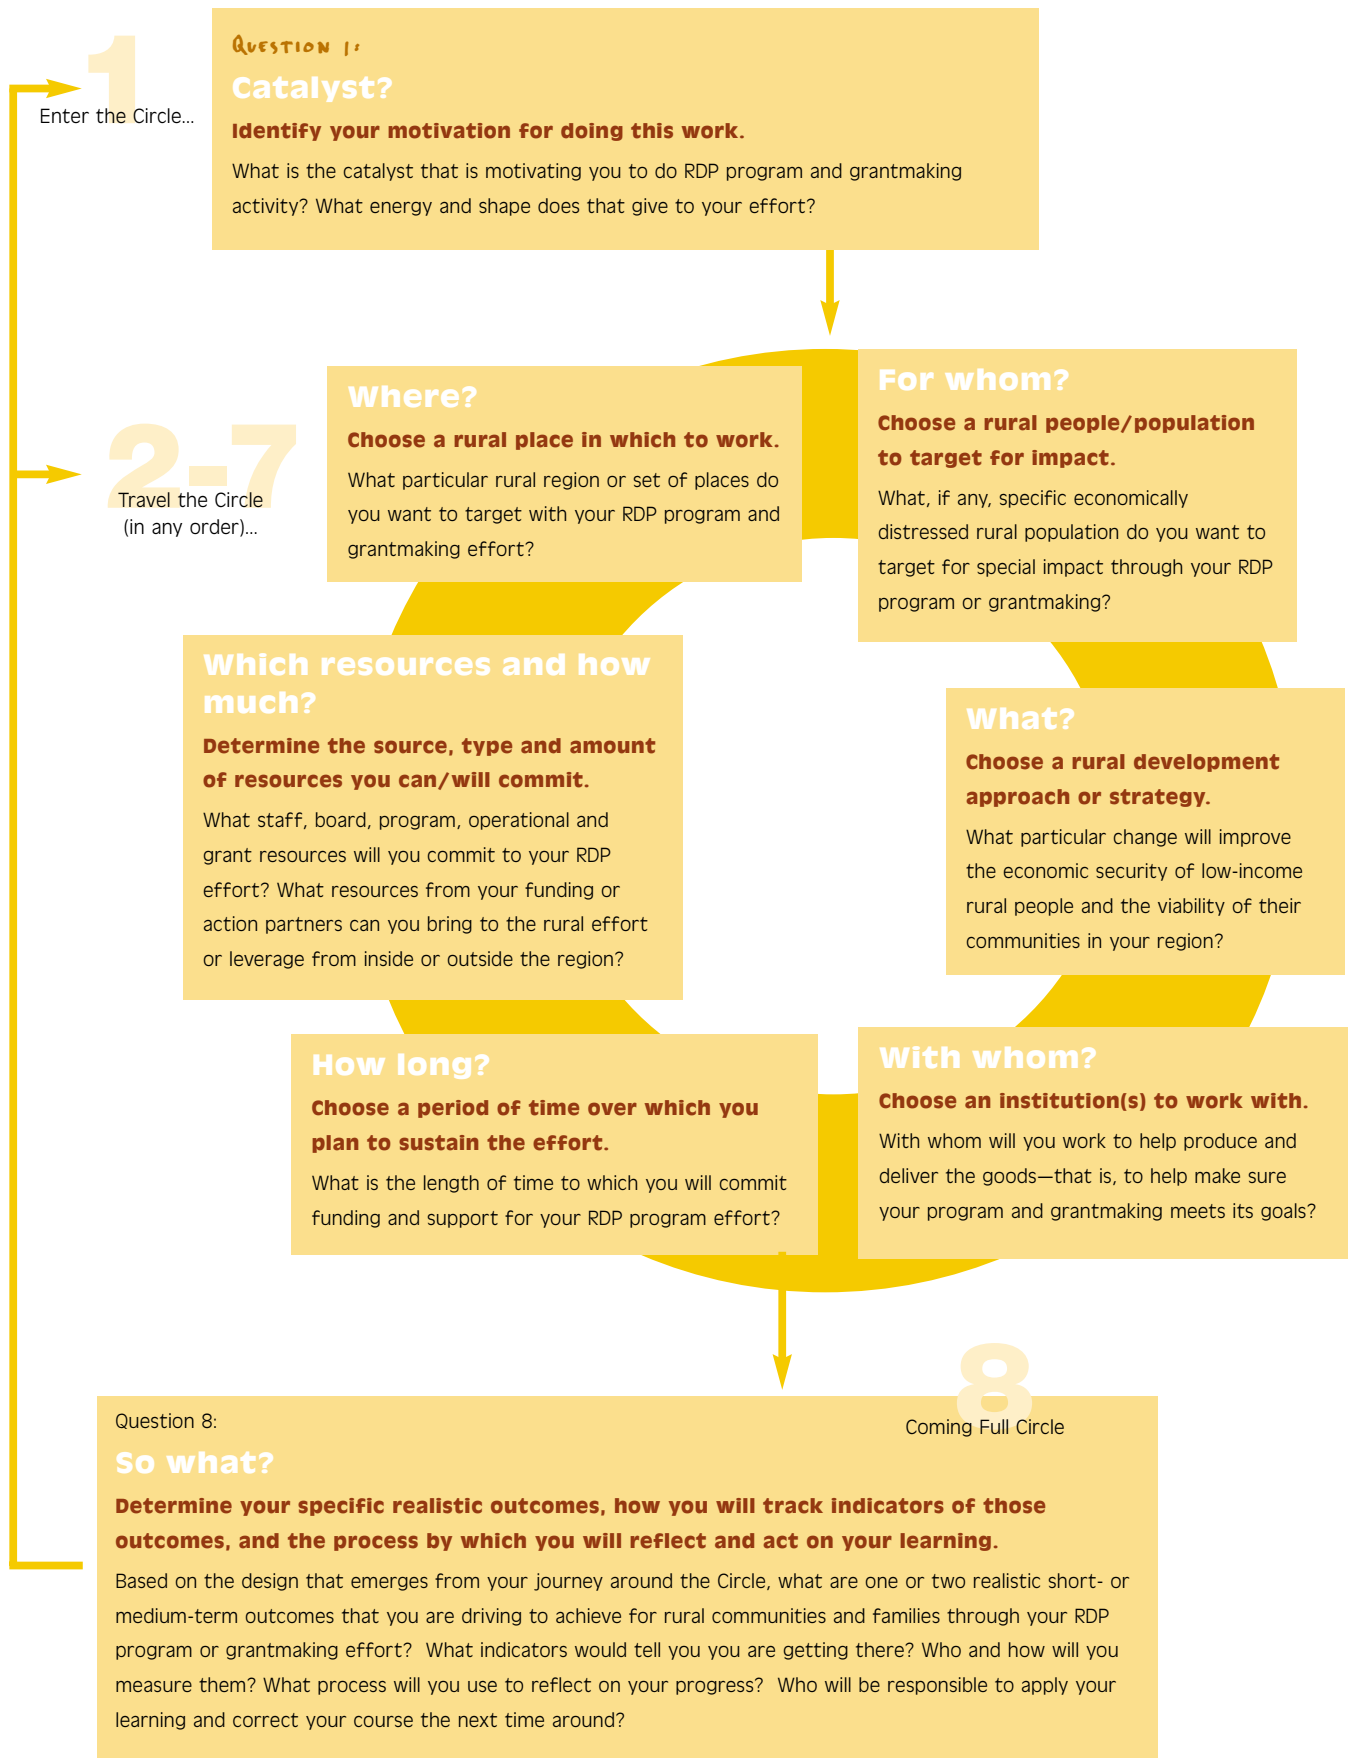 1
Enter the Circle...
QUESTION 1:
Catalyst?
Identify your motivation for doing this work.
What is the catalyst that is motivating you to do RDP program and grantmaking
activity? What energy and shape does that give to your effort?
2-7
Travel the Circle
(in any order)...
Where?
Choose a rural place in which to work.
What particular rural region or set of places do
you want to target with your RDP program and
grantmaking effort?
For whom?
Choose a rural people/population
to target for impact.
What, if any, specific economically
distressed rural population do you want to
target for special impact through your RDP
program or grantmaking?
Which resources and how
much?
Determine the source, type and amount
of resources you can/will commit.
What staff, board, program, operational and
grant resources will you commit to your RDP
effort? What resources from your funding or
action partners can you bring to the rural effort
or leverage from inside or outside the region?
What?
Choose a rural development
approach or strategy.
What particular change will improve
the economic security of low-income
rural people and the viability of their
communities in your region?
How long?
Choose a period of time over which you
plan to sustain the effort.
What is the length of time to which you will commit
funding and support for your RDP program effort?
With whom?
Choose an institution(s) to work with.
With whom will you work to help produce and
deliver the goods—that is, to help make sure
your program and grantmaking meets its goals?
8
Coming Full Circle
Question 8:
So what?
Determine your specific realistic outcomes, how you will track indicators of those
outcomes, and the process by which you will reflect and act on your learning.
Based on the design that emerges from your journey around the Circle, what are one or two realistic short- or
medium-term outcomes that you are driving to achieve for rural communities and families through your RDP
program or grantmaking effort?  What indicators would tell you you are getting there? Who and how will you
measure them? What process will you use to reflect on your progress?  Who will be responsible to apply your
learning and correct your course the next time around?